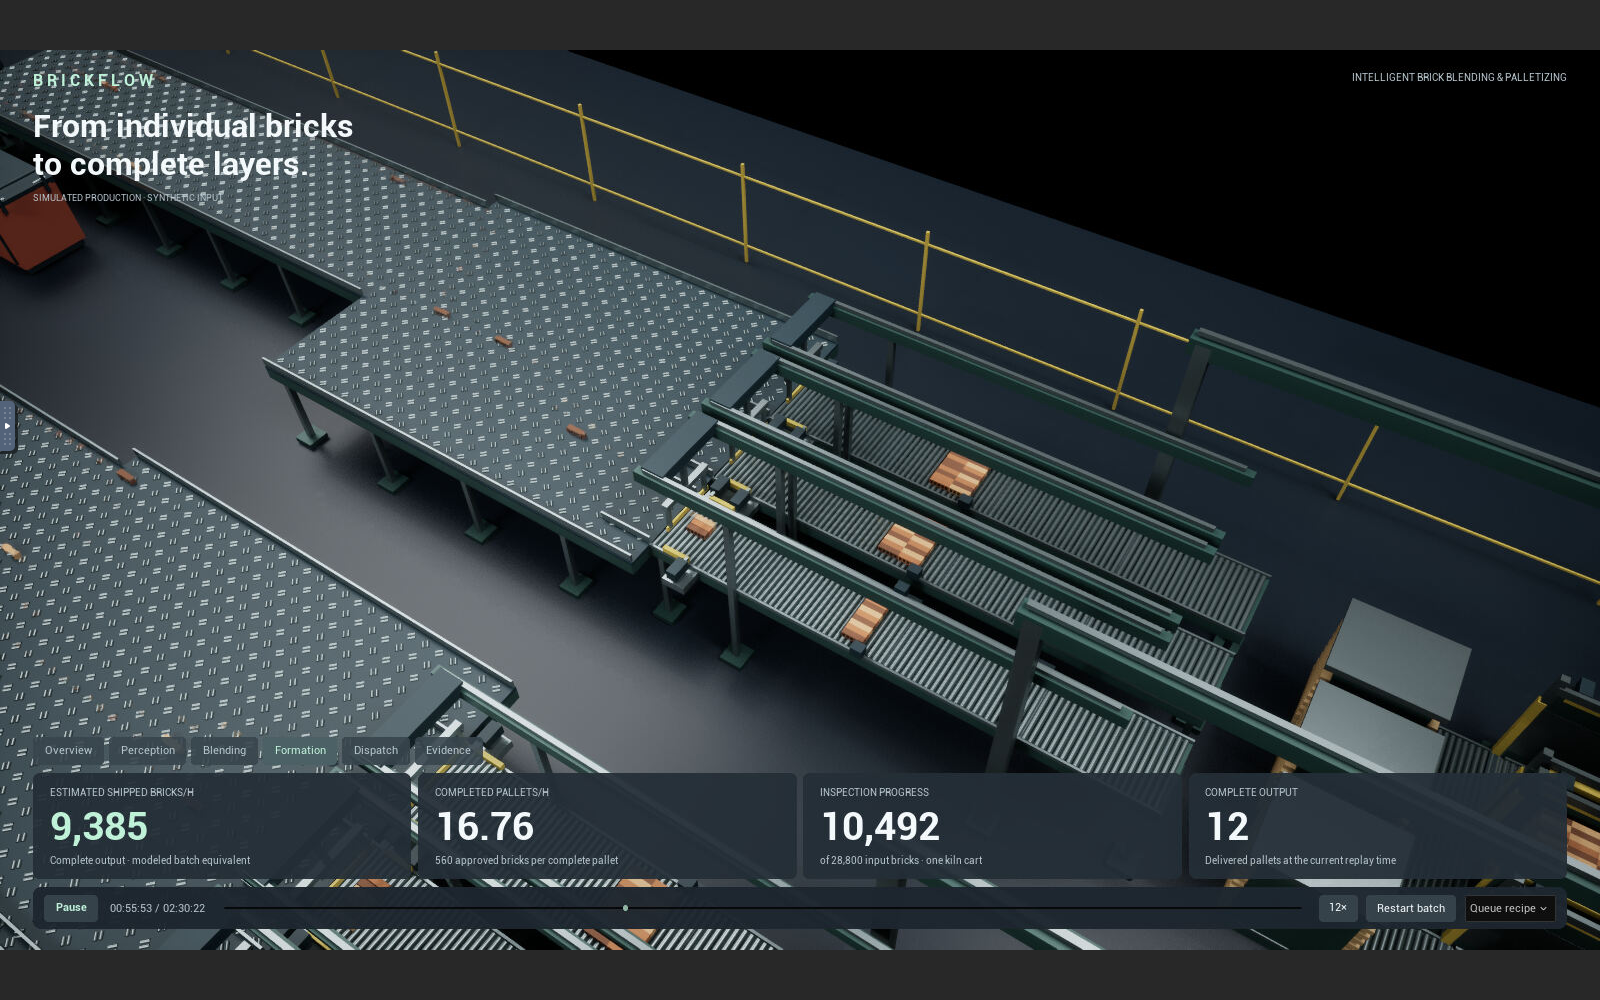 BRICKFLOW
INTELLIGENT BRICK BLENDING & PALLETIZING
From individual bricks
to complete layers.
SIMULATED PRODUCTION · SYNTHETIC INPUT
Overview
Perception
Blending
Formation
Dispatch
Evidence
ESTIMATED SHIPPED BRICKS/H
9,385
Complete output · modeled batch equivalent
COMPLETED PALLETS/H
16.76
560 approved bricks per complete pallet
INSPECTION PROGRESS
10,492
of 28,800 input bricks · one kiln cart
COMPLETE OUTPUT
12
Delivered pallets at the current replay time
Pause
00:55:53 / 02:30:22
12×
Restart batch
Queue recipe